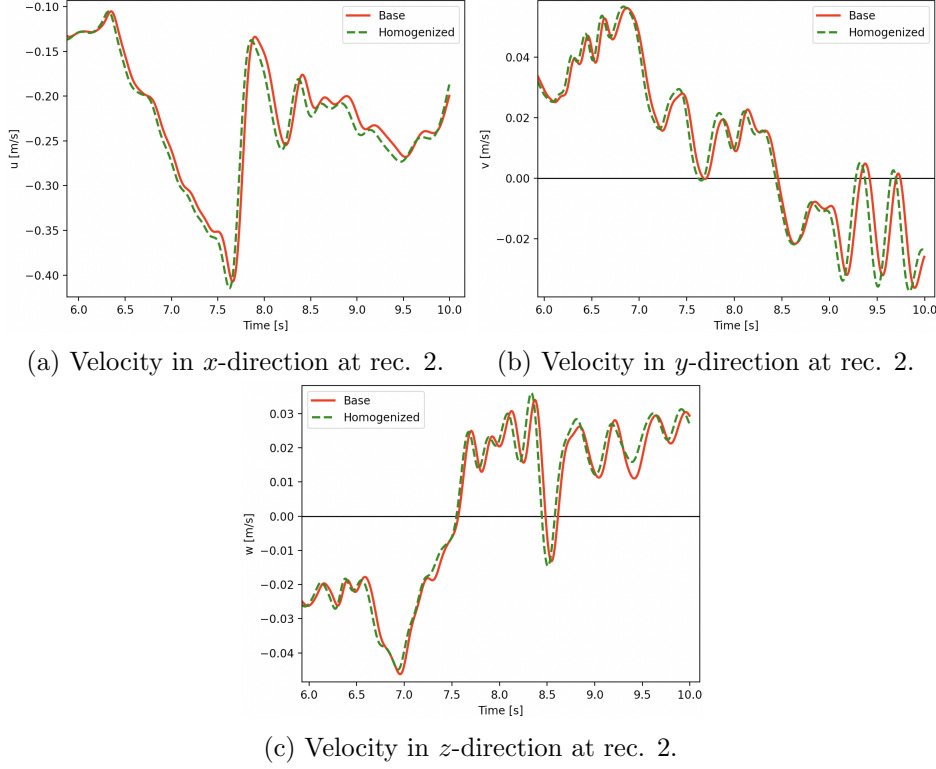 Base
Homogenized
u [m/s]
−0.10
−0.15
−0.20
−0.25
−0.30
−0.35
−0.40
6.0 6.5 7.0 7.5 8.0 8.5 9.0 9.5 10.0
Time [s]
(a) Velocity in x-direction at rec. 2.
Base
Homogenized
v [m/s]
0.04
0.02
0.00
−0.02
6.0 6.5 7.0 7.5 8.0 8.5 9.0 9.5 10.0
Time [s]
(b) Velocity in y-direction at rec. 2.
Base
Homogenized
w [m/s]
0.03
0.02
0.01
0.00
−0.01
−0.02
−0.03
−0.04
6.0 6.5 7.0 7.5 8.0 8.5 9.0 9.5 10.0
Time [s]
(c) Velocity in z-direction at rec. 2.